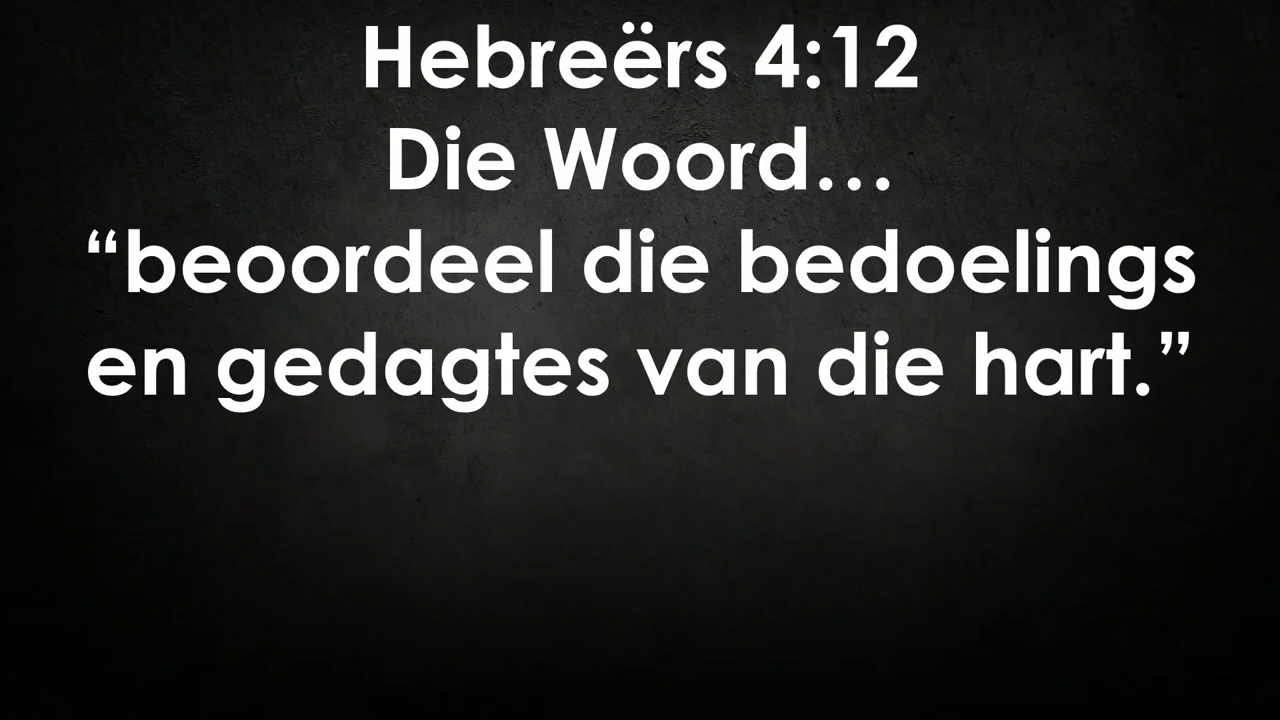 Hebreërs 4:12
Die Woord…
“beoordeel die bedoelings
en gedagtes van die hart.”